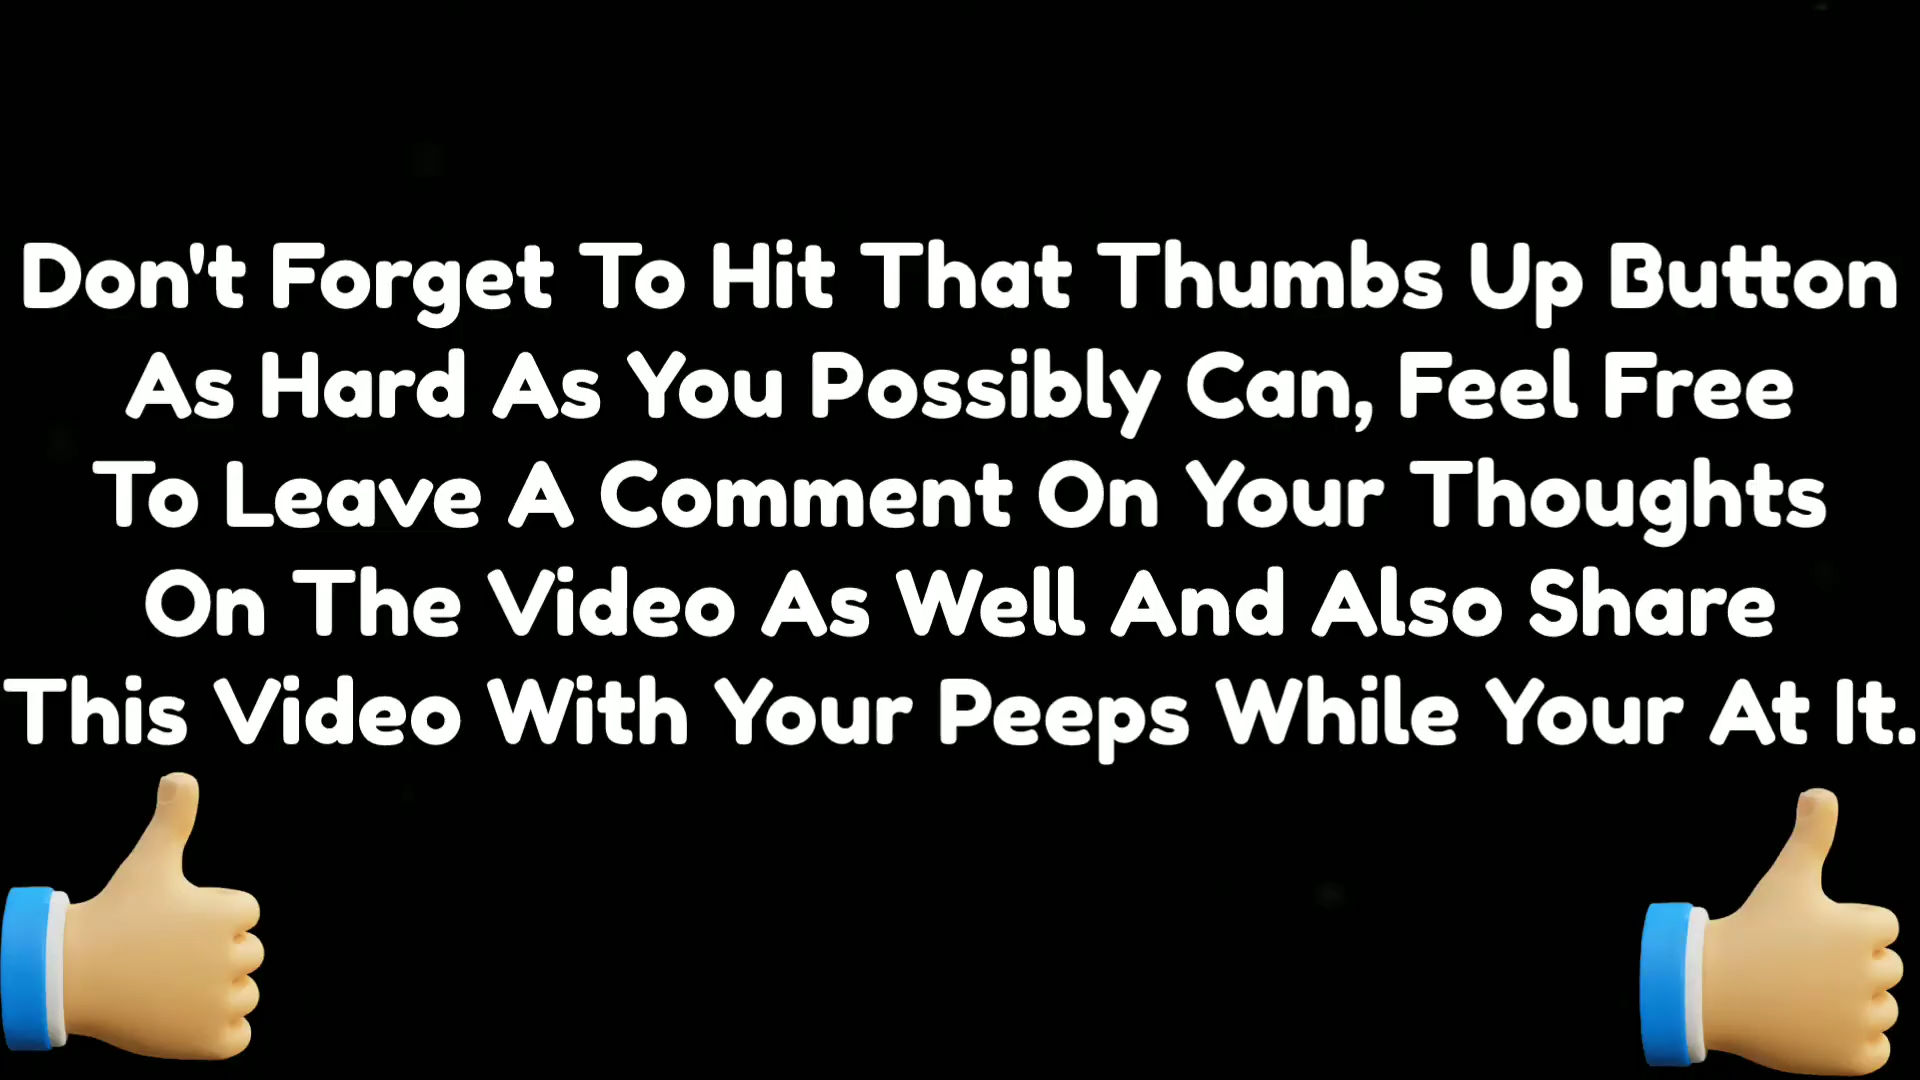 Don't Forget To Hit That Thumbs Up Button
As Hard As You Possibly Can, Feel Free
To Leave A Comment On Your Thoughts
On The Video As Well And Also Share
This Video With Your Peeps While Your At It.